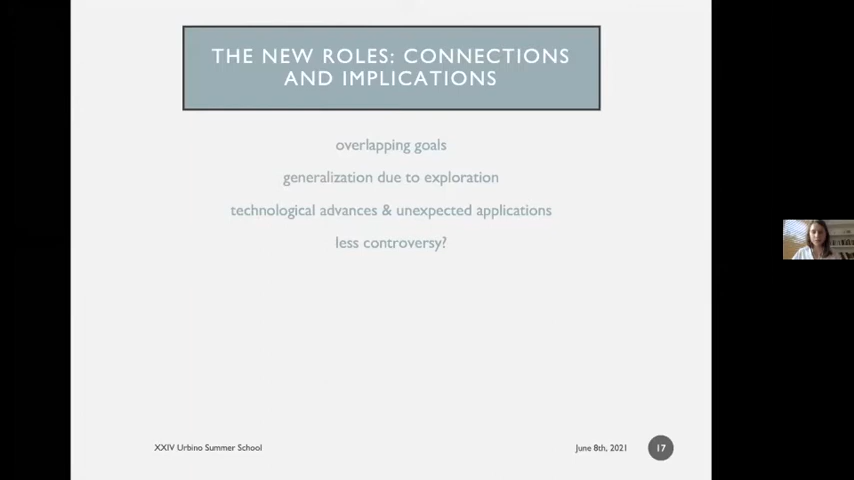 THE NEW ROLES: CONNECTIONS
AND IMPLICATIONS
overlapping goals
generalization due to exploration
technological advances & unexpected applications
less controversy?
XXIV Urbino Summer School
June 8th, 2021
17